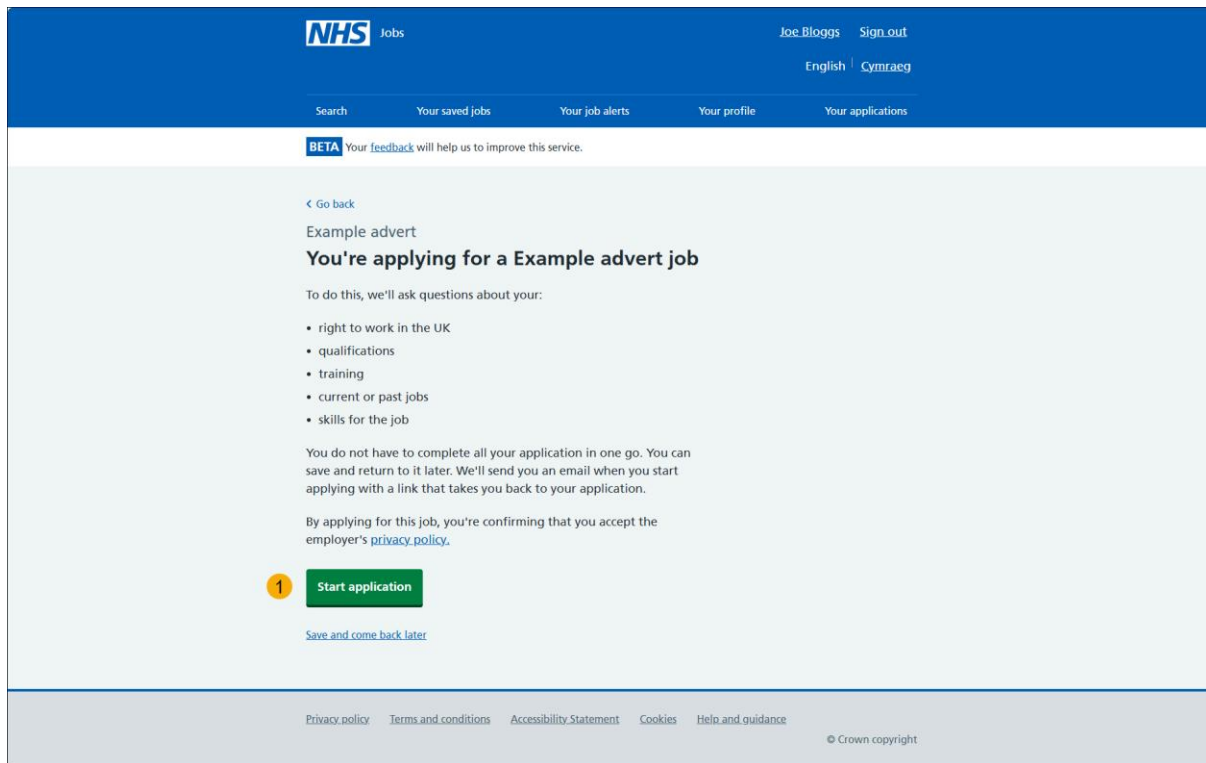 NHS Jobs
Joe Bloggs Sign out
English Cymraeg
Search Your saved jobs Your job alerts Your profile Your applications
BETA Your feedback will help us to improve this service.
Go back
Example advert
You're applying for a Example advert job
To do this, we'll ask questions about your:
• right to work in the UK
• qualifications
• training
• current or past jobs
• skills for the job
You do not have to complete all your application in one go. You can
save and return to it later. We'll send you an email when you start
applying with a link that takes you back to your application.
By applying for this job, you're confirming that you accept the
employer's privacy policy.
1 Start application
Save and come back later
Privacy policy Terms and conditions Accessibility Statement Cookies Help and guidance
© Crown copyright